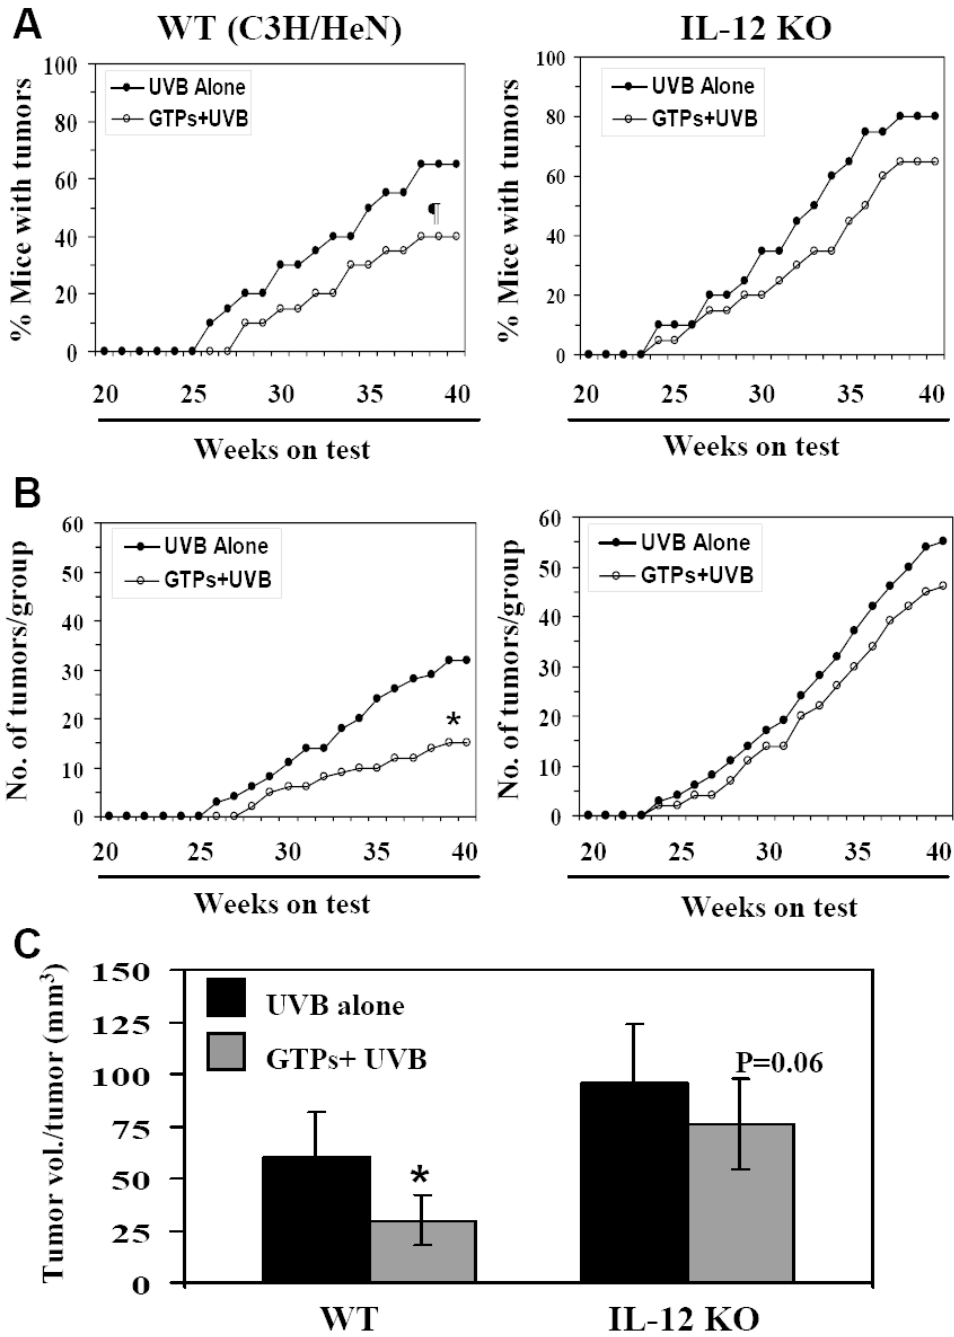 A
WT (C3H/HeN)
IL-12 KO
% Mice with tumors
100
80
60
40
20
0
UVB Alone
GTPs+UVB
¶
20 25 30 35 40
Weeks on test
% Mice with tumors
100
80
60
40
20
0
UVB Alone
GTPs+UVB
20 25 30 35 40
Weeks on test
B
No. of tumors/group
60
50
40
30
20
10
0
UVB Alone
GTPs+UVB
*
20 25 30 35 40
Weeks on test
No. of tumors/group
60
50
40
30
20
10
0
UVB Alone
GTPs+UVB
20 25 30 35 40
Weeks on test
C
Tumor vol./tumor (mm³)
150
125
100
75
50
25
0
UVB alone
GTPs+ UVB
*
P=0.06
WT
IL-12 KO